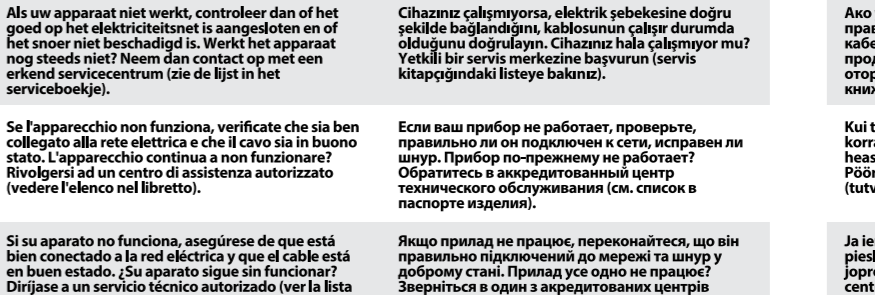 Als uw apparaat niet werkt, controleer dan of het
goed op het elektriciteitsnet is aangesloten en of
het snoer niet beschadigd is. Werkt het apparaat
nog steeds niet? Neem dan contact op met een
erkend servicecentrum (zie de lijst in het
serviceboekje).
Cihazınız çalışmıyorsa, elektrik şebekesine doğru
şekilde bağlandığını, kablosunun çalışır durumda
olduğunu doğrulayın. Cihazınız hala çalışmıyor mu?
Yetkili bir servis merkezine başvurun (servis
kitapçığındaki listeye bakınız).
Ако
Se l'apparecchio non funziona, verificate che sia ben
collegato alla rete elettrica e che il cavo sia in buono
stato. L'apparecchio continua a non funzionare?
Rivolgersi ad un centro di assistenza autorizzato
(vedere l'elenco nel libretto).
Если ваш прибор не работает, проверьте,
правильно ли он подключен к сети, исправен ли
шнур. Прибор по-прежнему не работает?
Обратитесь в аккредитованный центр
технического обслуживания (см. список в
паспорте изделия).
Kui
Si su aparato no funciona, asegúrese de que está
bien conectado a la red eléctrica y que el cable está
en buen estado. ¿Su aparato sigue sin funcionar?
Diríjase a un servicio técnico autorizado (ver la lista
Якщо прилад не працює, переконайтеся, що він
правильно підключений до мережі та шнур у
доброму стані. Прилад усе одно не працює?
Зверніться в один з акредитованих центрів
Ja